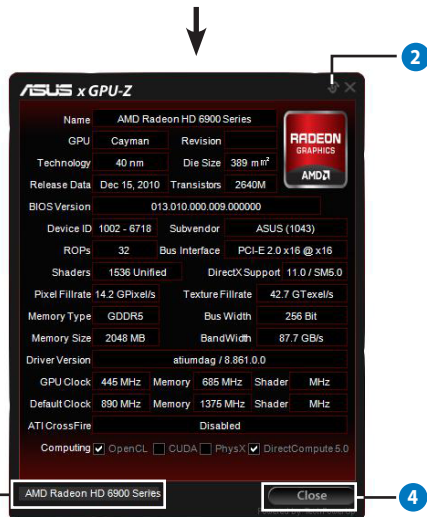 2
ASUS x GPU-Z
Name AMD Radeon HD 6900 Series
GPU Cayman Revision
RADEON
GRAPHICS
AMD
Technology 40 nm Die Size 389 mm²
Release Data Dec 15, 2010 Transistors 2640M
BIOS Version 013.010.000.009.000000
Device ID 1002 - 6718 Subvendor ASUS (1043)
ROPs 32 Bus Interface PCI-E 2.0 x16 @ x16
Shaders 1536 Unified DirectX Support 11.0 / SM5.0
Pixel Fillrate 14.2 GPixel/s Texture Fillrate 42.7 GTexel/s
Memory Type GDDR5 Bus Width 256 Bit
Memory Size 2048 MB BandWidth 87.7 GB/s
Driver Version atiumdag / 8.861.0.0
GPU Clock 445 MHz Memory 685 MHz Shader MHz
Default Clock 890 MHz Memory 1375 MHz Shader MHz
ATI CrossFire Disabled
Computing OpenCL CUDA PhysX DirectCompute 5.0
AMD Radeon HD 6900 Series
Close
4